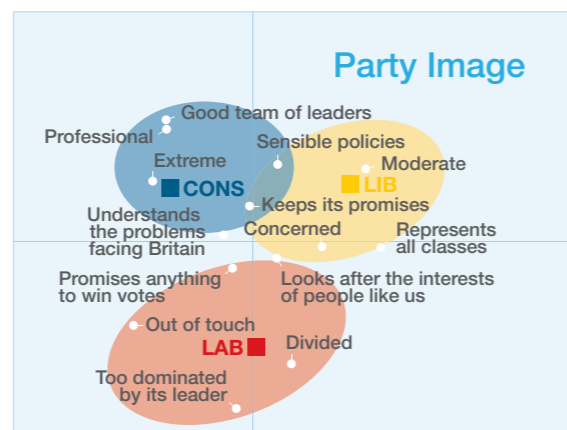 Party Image
Good team of leaders
Professional
Sensible policies
Extreme
Moderate
CONS
LIB
Keeps its promises
Understands
the problems
facing Britain
Concerned
Represents
all classes
Promises anything
to win votes
Looks after the interests
of people like us
Out of touch
LAB
Divided
Too dominated
by its leader